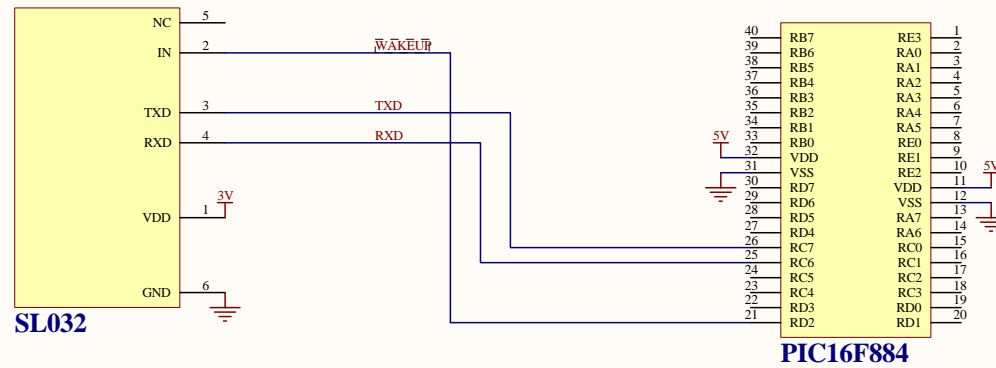 NC 5
IN 2
TXD 3
RXD 4
VDD 1
GND 6
3V
SL032
WAKEUP
TXD
RXD
5V
40 RB7 RE3 1
39 RB6 RA0 2
38 RB5 RA1 3
37 RB4 RA2 4
36 RB3 RA3 5
35 RB2 RA4 6
34 RB1 RA5 7
33 RB0 RE0 8
32 VDD RE1 9
31 VSS RE2 10
30 RD7 VDD 11
29 RD6 VSS 12
28 RD5 RA7 13
27 RD4 RA6 14
26 RC7 RC0 15
25 RC6 RC1 16
24 RC5 RC2 17
23 RC4 RC3 18
22 RD3 RD0 19
21 RD2 RD1 20
5V
PIC16F884